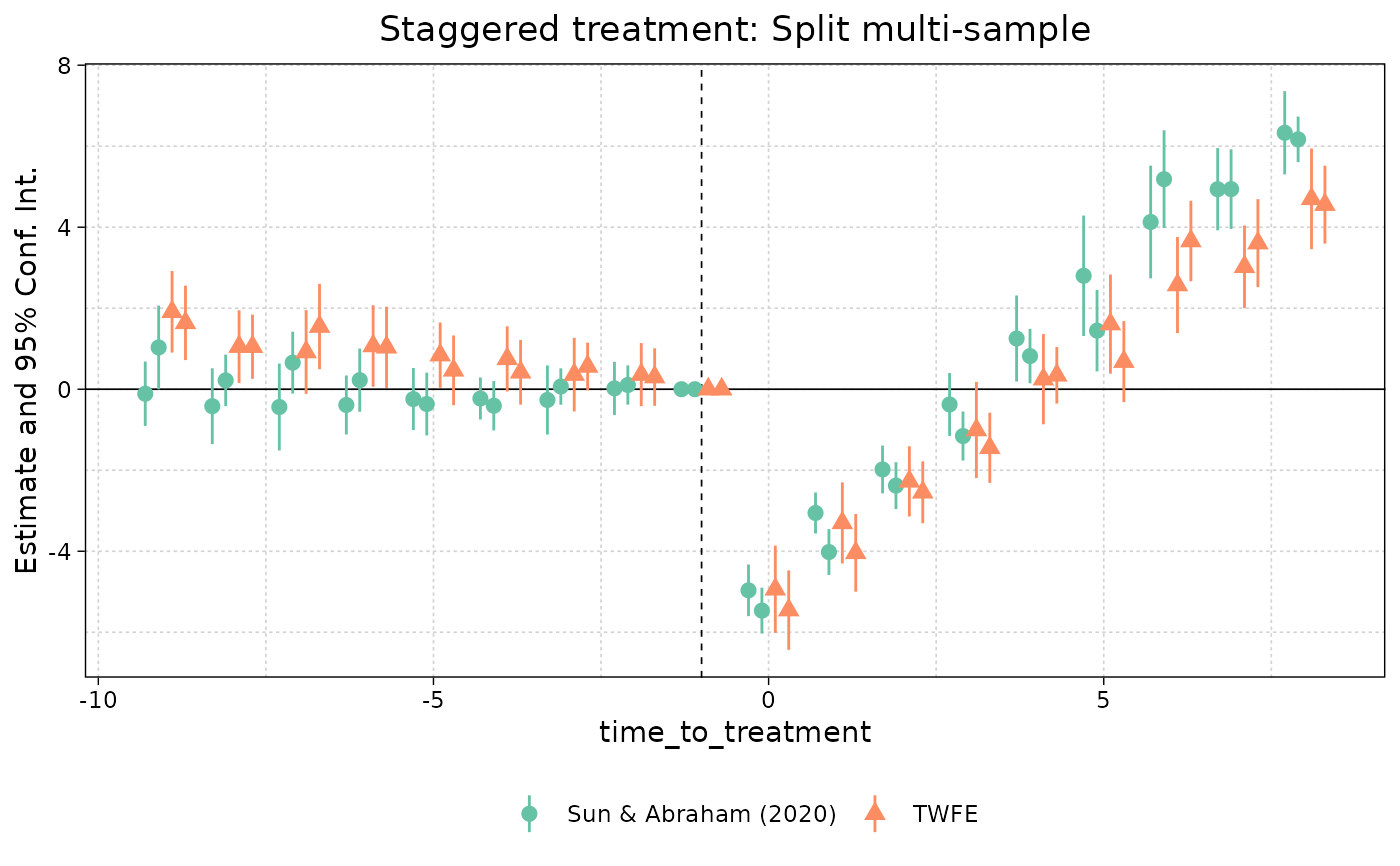 Staggered treatment: Split multi-sample
Estimate and 95% Conf. Int.
8
4
0
-4
-10
-5
0
5
time_to_treatment
Sun & Abraham (2020)
TWFE